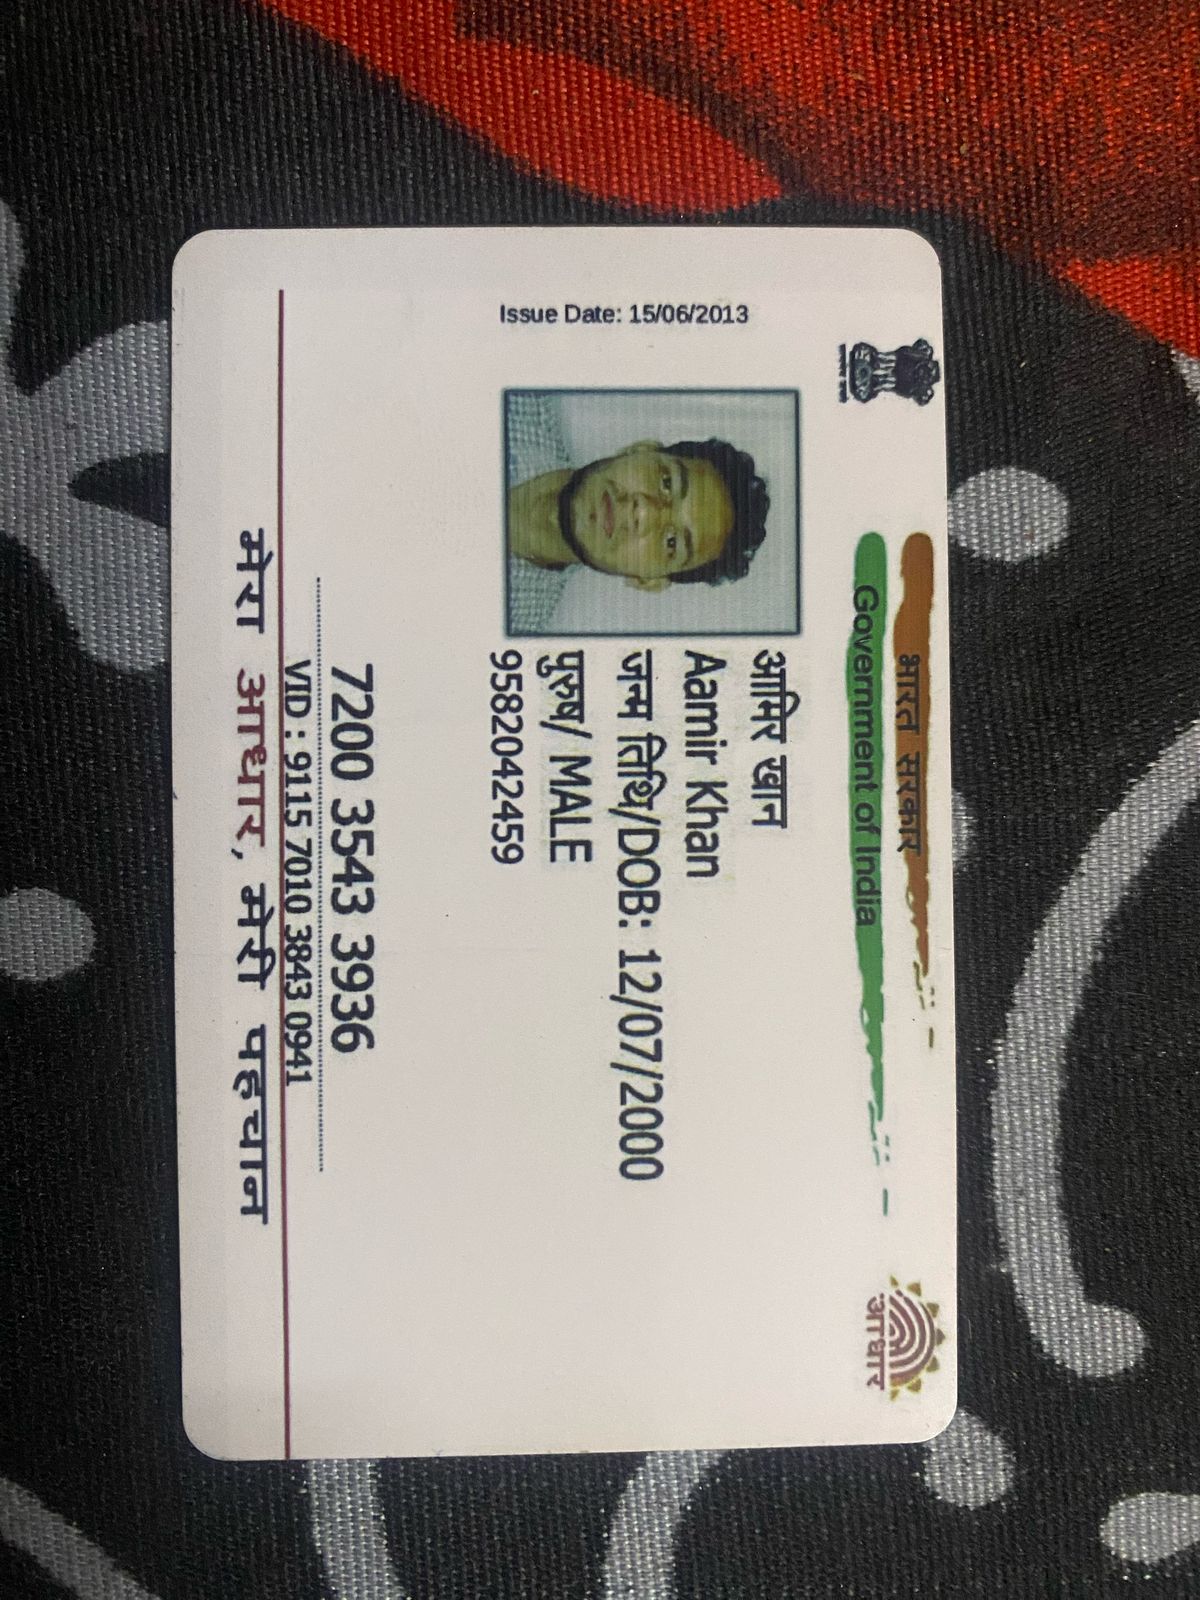 भारत सरकार
Government of India
Issue Date: 15/06/2013
आमिर खान
Aamir Khan
जन्म तिथि/DOB: 12/07/2000
पुरुष/ MALE
9582042459
7200 3543 3936
VID : 9115 7010 3843 0941
मेरा आधार, मेरी पहचान
आधार